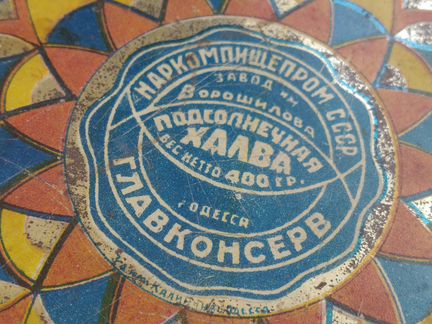 НАРКОМПИЩЕПРОМ СССР
ЗАВОД ИМ
ВОРОШИЛОВА
ПОДСОЛНЕЧНАЯ
ХАЛВА
ВЕС НЕТТО 400 ГР.
Г. ОДЕССА
ГЛАВКОНСЕРВ